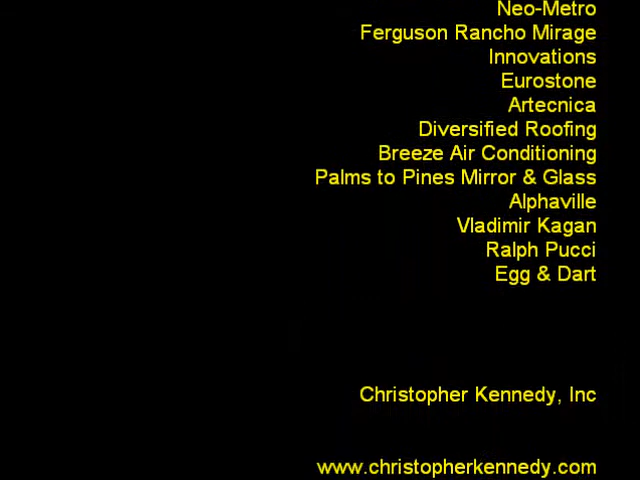 Neo-Metro
Ferguson Rancho Mirage
Innovations
Eurostone
Artecnica
Diversified Roofing
Breeze Air Conditioning
Palms to Pines Mirror & Glass
Alphaville
Vladimir Kagan
Ralph Pucci
Egg & Dart
Christopher Kennedy, Inc
www.christopherkennedy.com